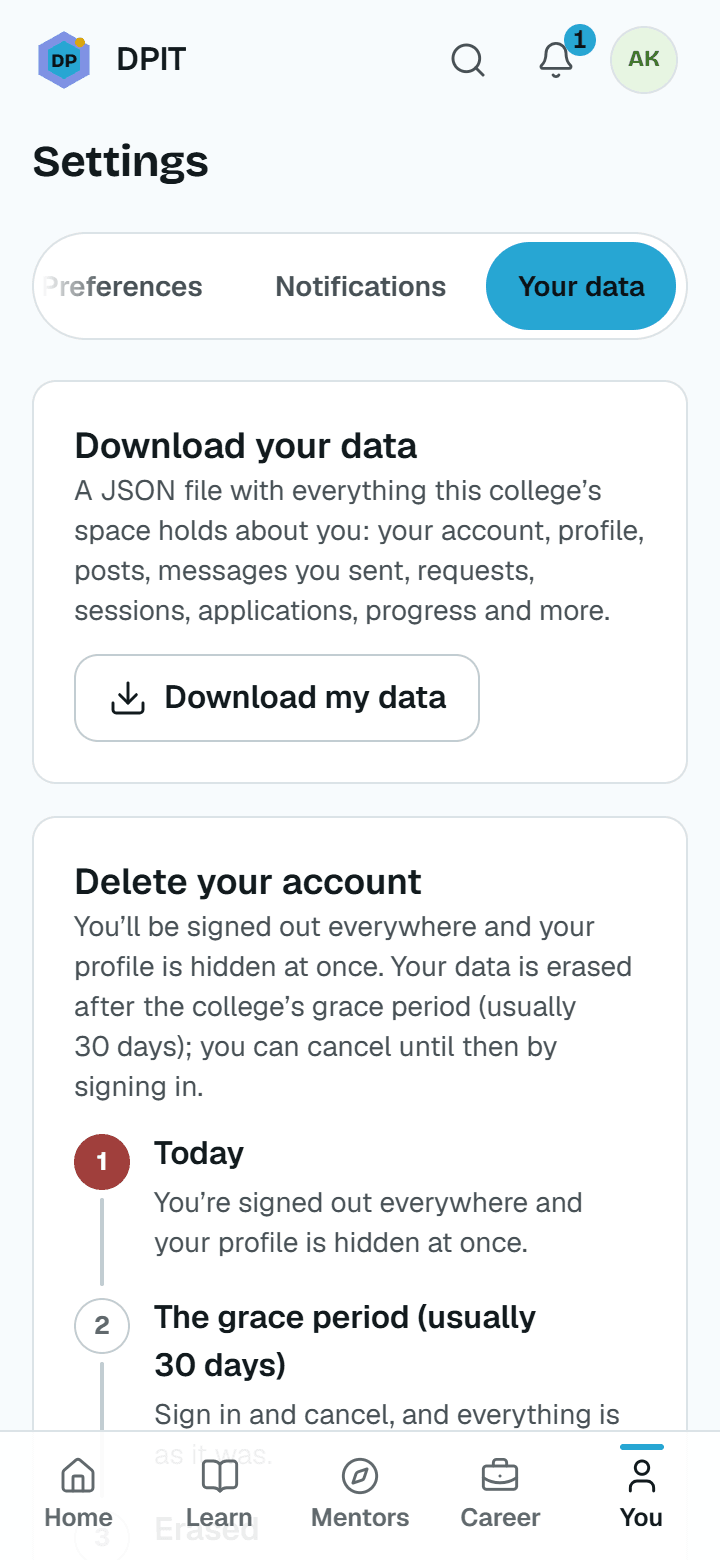 DP DPIT 1 AK
Settings
Preferences Notifications Your data
Download your data
A JSON file with everything this college’s
space holds about you: your account, profile,
posts, messages you sent, requests,
sessions, applications, progress and more.
Download my data
Delete your account
You’ll be signed out everywhere and your
profile is hidden at once. Your data is erased
after the college’s grace period (usually
30 days); you can cancel until then by
signing in.
1 Today
You’re signed out everywhere and
your profile is hidden at once.
2 The grace period (usually
30 days)
Sign in and cancel, and everything is
as it was.
3 Erased
Home Learn Mentors Career You